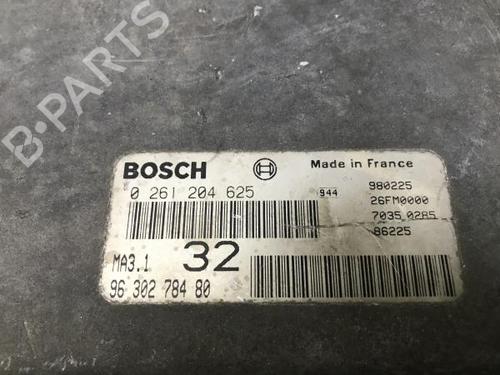 B-PARTS
BOSCH
Made in France
0 261 204 625
944
980225
26FM0000
7035 0285
86225
MA3.1
32
96 302 784 80